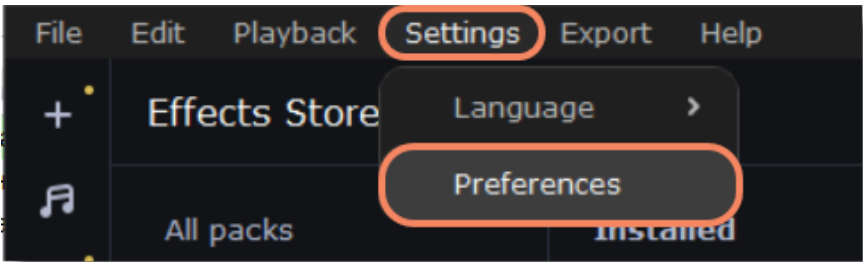 File Edit Playback Settings Export Help
Effects Store
Language
Preferences
All packs
Installed